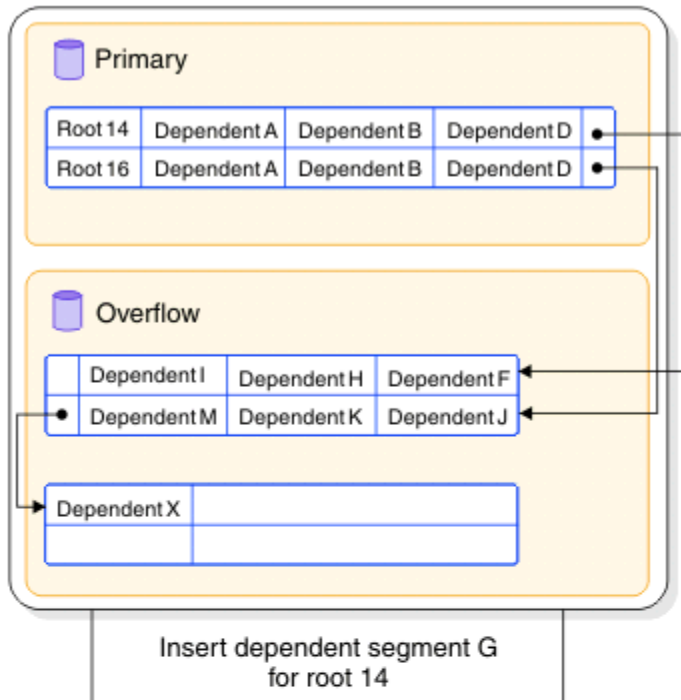 Primary
Root 14 Dependent A Dependent B Dependent D
Root 16 Dependent A Dependent B Dependent D
Overflow
Dependent I Dependent H Dependent F
Dependent M Dependent K Dependent J
Dependent X
Insert dependent segment G
for root 14